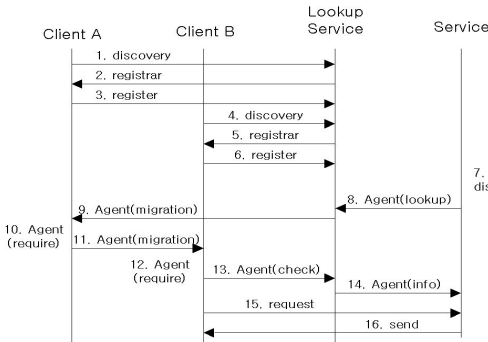 Client A
Client B
Lookup
Service
Service
1. discovery
2. registrar
3. register
4. discovery
5. registrar
6. register
7.
8. Agent(lookup)
9. Agent(migration)
10. Agent
(require)
11. Agent(migration)
12. Agent
(require)
13. Agent(check)
14. Agent(info)
15. request
16. send